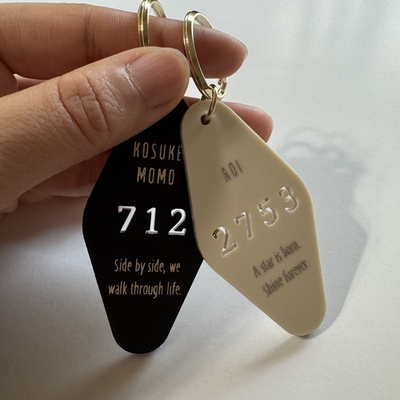 KOSUKE
MOMO
712
Side by side, we
walk through life.
AOI
2753
A star is born.
Shine forever.